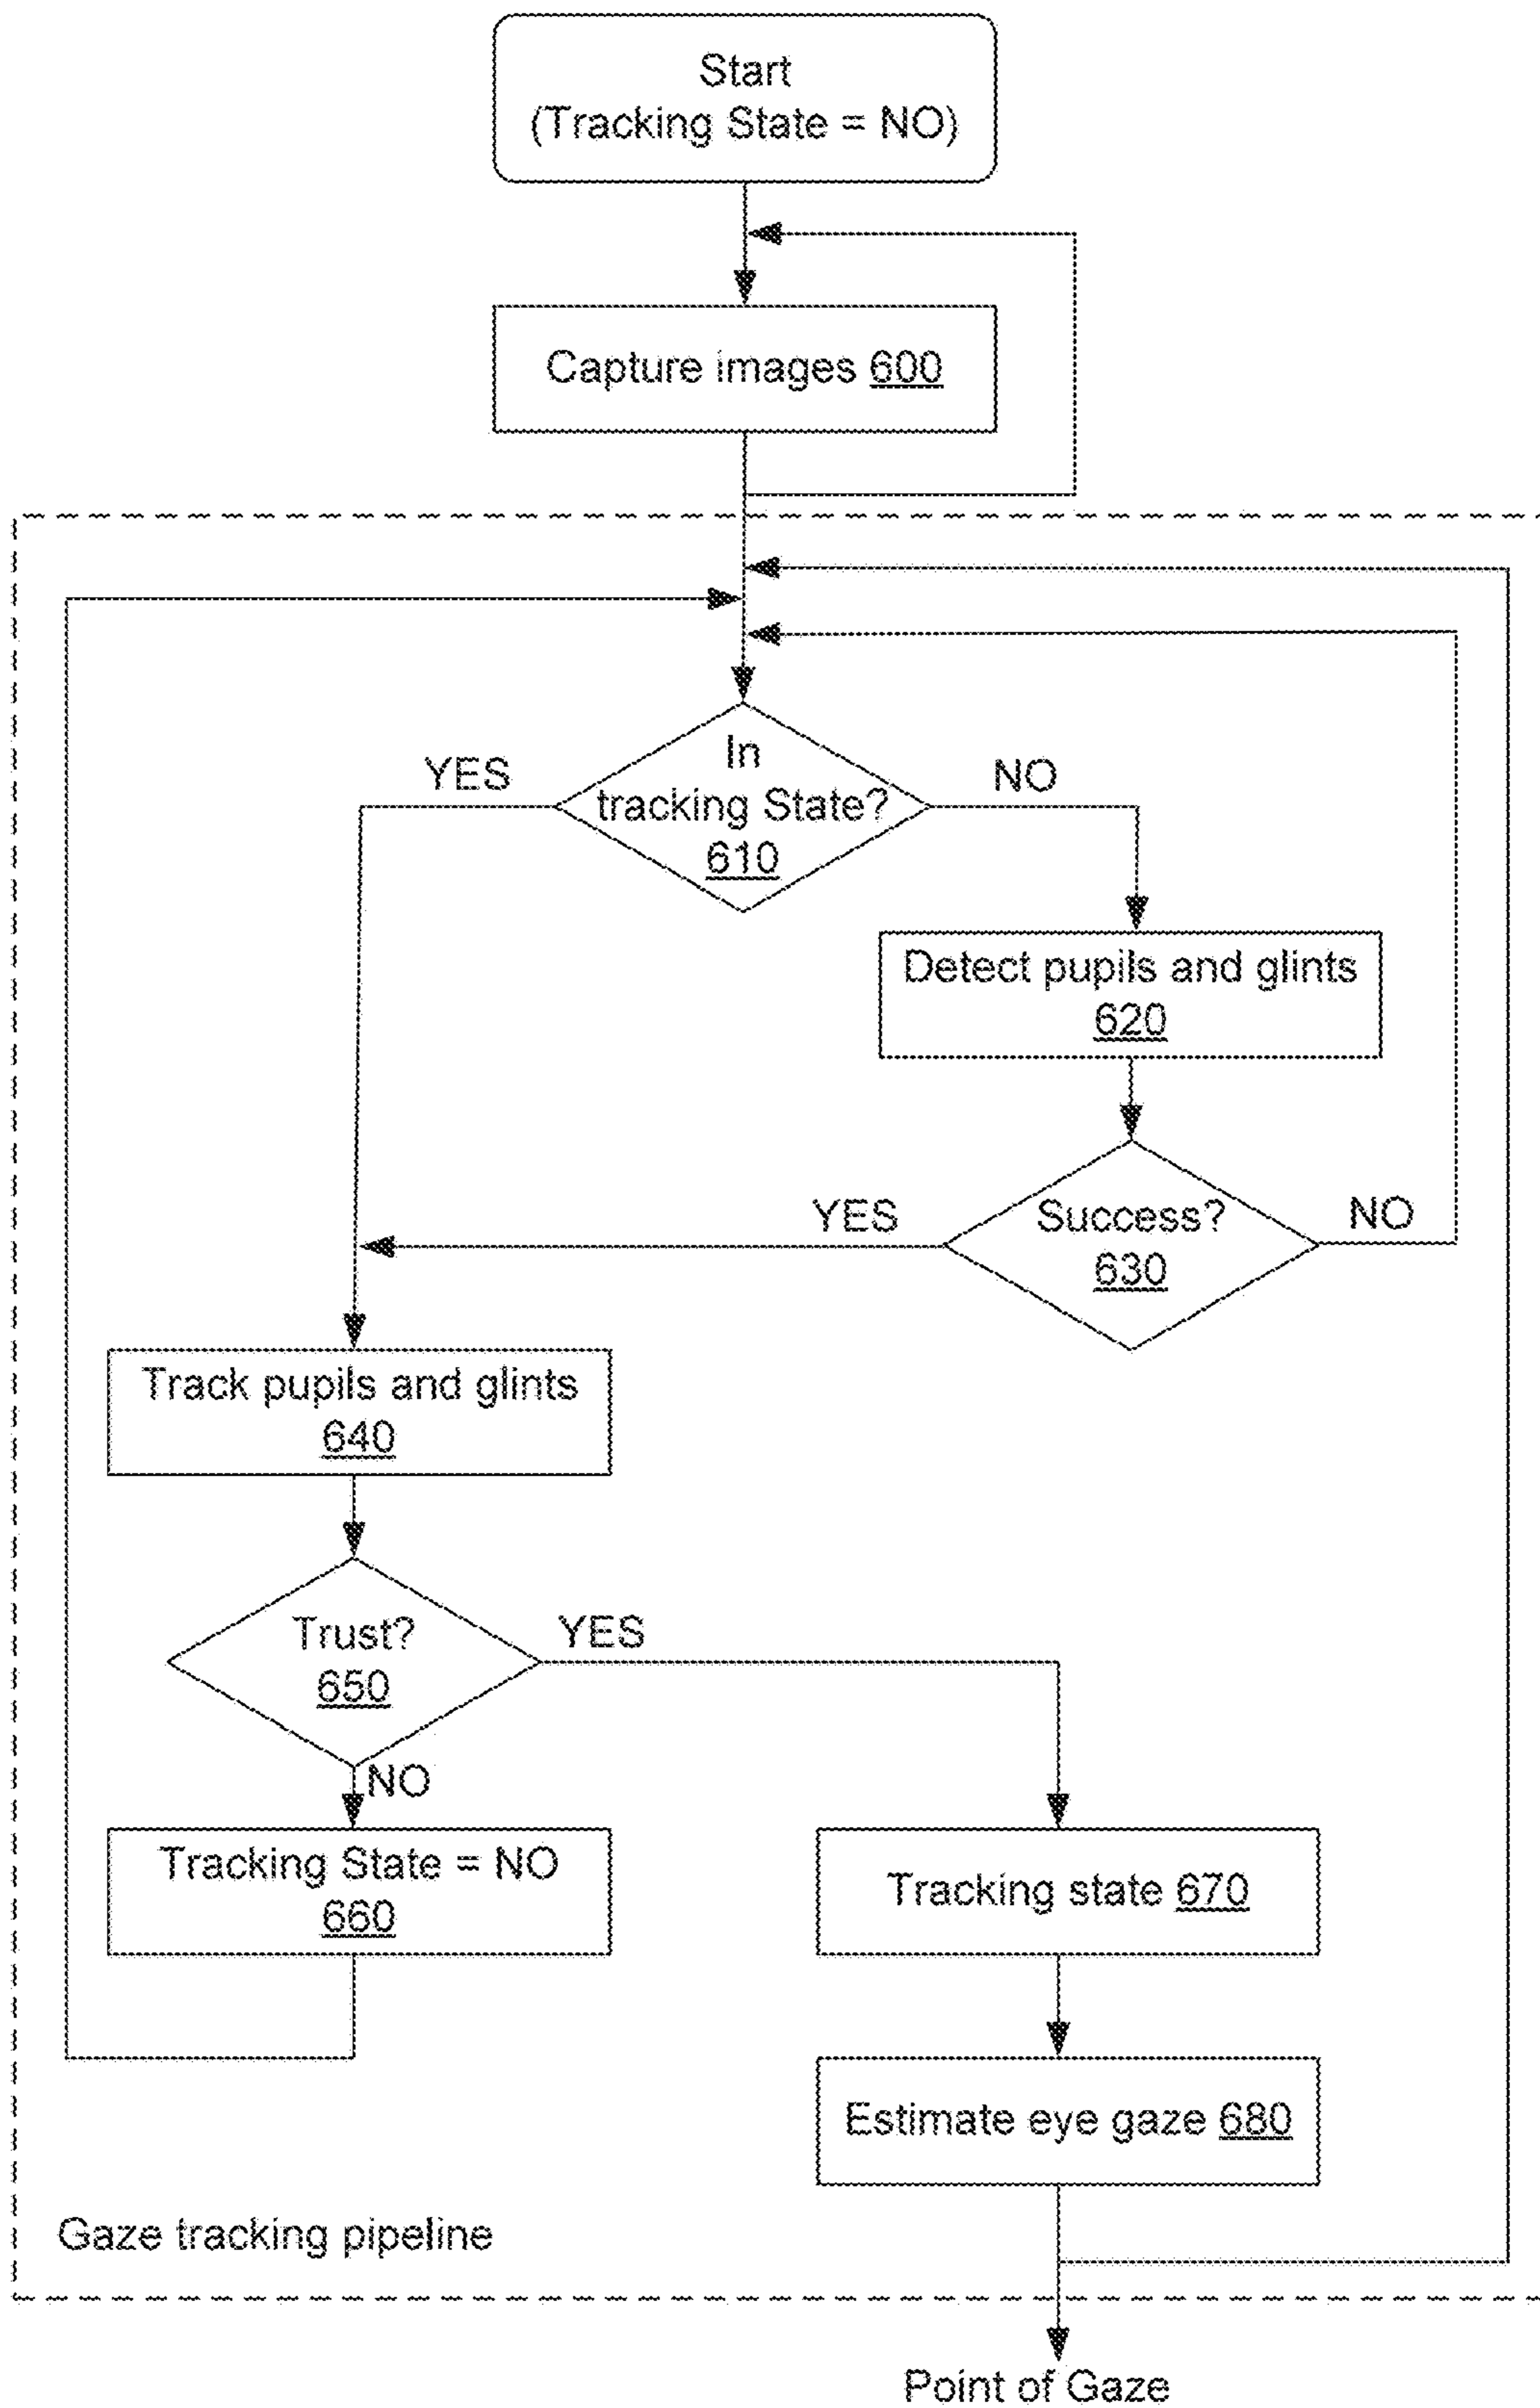 Start
(Tracking State = NO)
Capture images 600
In
tracking State?
610
YES
NO
Detect pupils and glints
620
Success?
630
YES
NO
Track pupils and glints
640
Trust?
650
YES
NO
Tracking State = NO
660
Tracking state 670
Estimate eye gaze 680
Gaze tracking pipeline
Point of Gaze